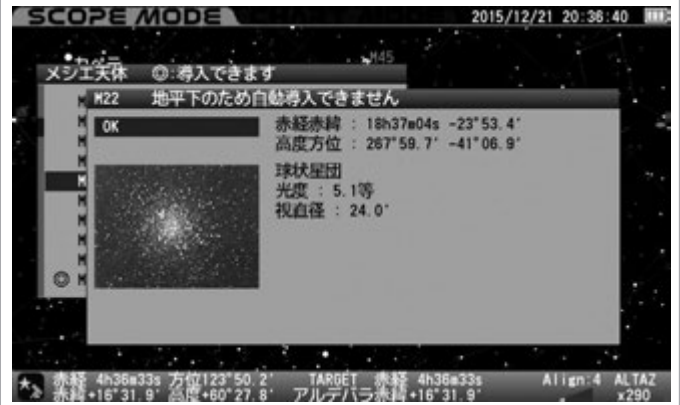 SCOPE MODE 2015/12/21 20:36:40
M45
メシエ天体 ◎:導入できます
M22 地平下のため自動導入できません
OK
赤経赤緯 : 18h37m04s -23°53.4'
高度方位 : 267°59.7' -41°06.9'
球状星団
光度 : 5.1等
視直径 : 24.0'
赤経 4h36m33s 方位123°50.2' TARGET 赤経 4h36m33s Align:4 ALTAZ
赤緯+16°31.9' 高度+60°27.8' アルデバラ赤緯+16°31.9' x290